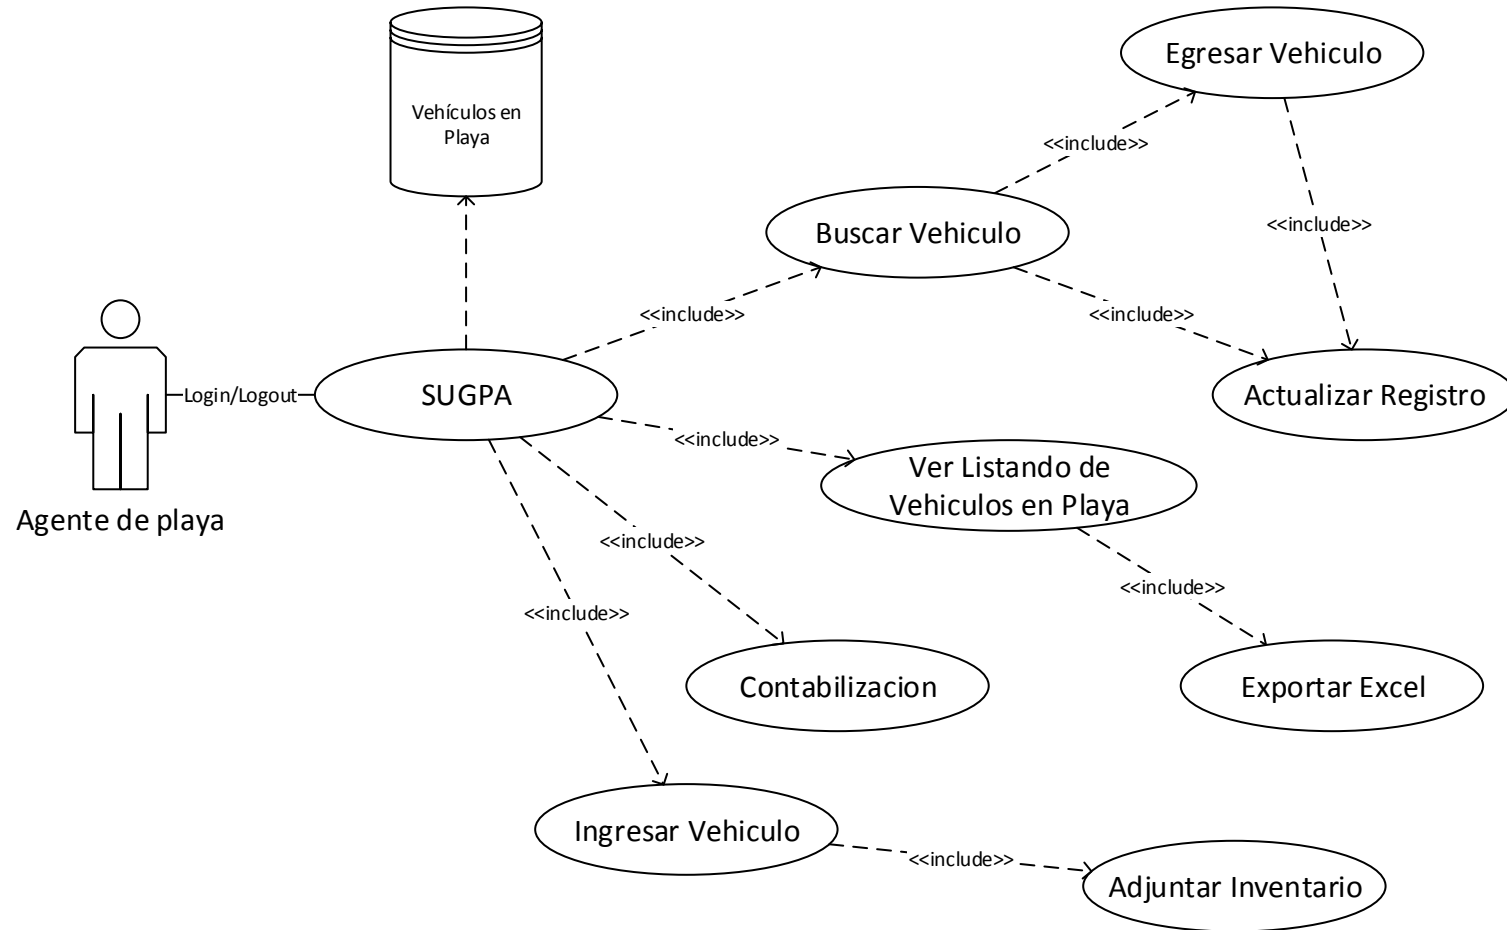 Egresar Vehiculo
Vehículos en
Playa
<<include>>
<<include>>
Buscar Vehiculo
<<include>>
<<include>>
Login/Logout
SUGPA
Actualizar Registro
<<include>>
Ver Listando de
Vehiculos en Playa
Agente de playa
<<include>>
<<include>>
<<include>>
Contabilizacion
Exportar Excel
Ingresar Vehiculo
<<include>>
Adjuntar Inventario